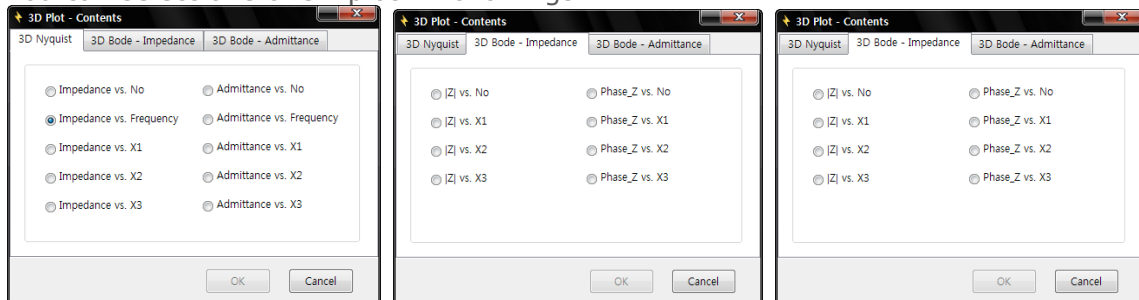 3D Plot - Contents
3D Nyquist 3D Bode - Impedance 3D Bode - Admittance
Impedance vs. No Admittance vs. No
Impedance vs. Frequency Admittance vs. Frequency
Impedance vs. X1 Admittance vs. X1
Impedance vs. X2 Admittance vs. X2
Impedance vs. X3 Admittance vs. X3
OK Cancel
3D Plot - Contents
3D Nyquist 3D Bode - Impedance 3D Bode - Admittance
|Z| vs. No Phase_Z vs. No
|Z| vs. X1 Phase_Z vs. X1
|Z| vs. X2 Phase_Z vs. X2
|Z| vs. X3 Phase_Z vs. X3
OK Cancel
3D Plot - Contents
3D Nyquist 3D Bode - Impedance 3D Bode - Admittance
|Z| vs. No Phase_Z vs. No
|Z| vs. X1 Phase_Z vs. X1
|Z| vs. X2 Phase_Z vs. X2
|Z| vs. X3 Phase_Z vs. X3
OK Cancel